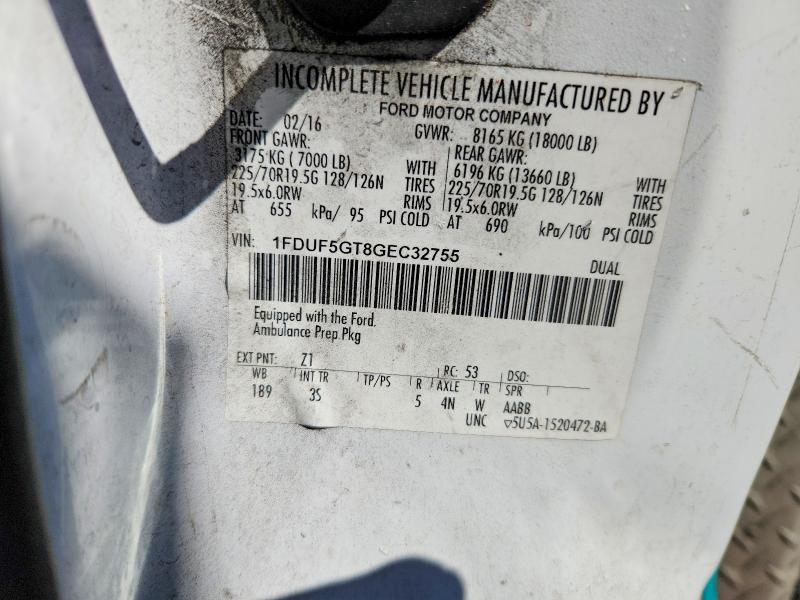 INCOMPLETE VEHICLE MANUFACTURED BY
FORD MOTOR COMPANY
DATE: 02/16 GVWR: 8165 KG (18000 LB)
FRONT GAWR: REAR GAWR:
3175 KG ( 7000 LB) WITH 6196 KG (13660 LB) WITH
225/70R19.5G 128/126N TIRES 225/70R19.5G 128/126N TIRES
19.5x6.0RW RIMS 19.5x6.0RW RIMS
AT 655 kPa/ 95 PSI COLD AT 690 kPa/100 PSI COLD
VIN: 1FDUF5GT8GEC32755
DUAL
Equipped with the Ford.
Ambulance Prep Pkg
EXT PNT: Z1 RC: 53 DSO:
WB INT TR TP/PS R AXLE TR SPR
189 3S 5 4N W AABB
UNC ▽5U5A-1520472-BA